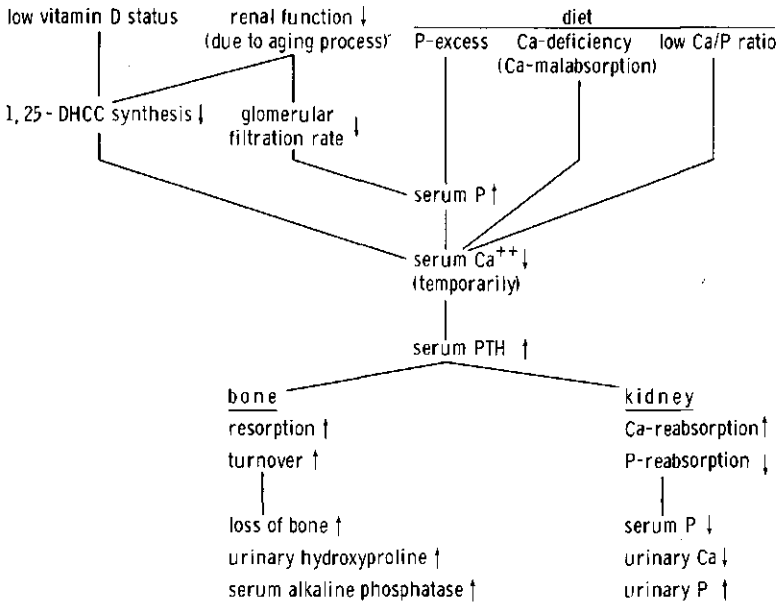 low vitamin D status
renal function ↓
(due to aging process)
diet
P-excess
Ca-deficiency
(Ca-malabsorption)
low Ca/P ratio
1,25-DHCC synthesis ↓
glomerular
filtration rate ↓
serum P ↑
serum Ca++ ↓
(temporarily)
serum PTH ↑
bone
resorption ↑
turnover ↑
loss of bone ↑
urinary hydroxyproline ↑
serum alkaline phosphatase ↑
kidney
Ca-reabsorption ↑
P-reabsorption ↓
serum P ↓
urinary Ca ↓
urinary P ↑